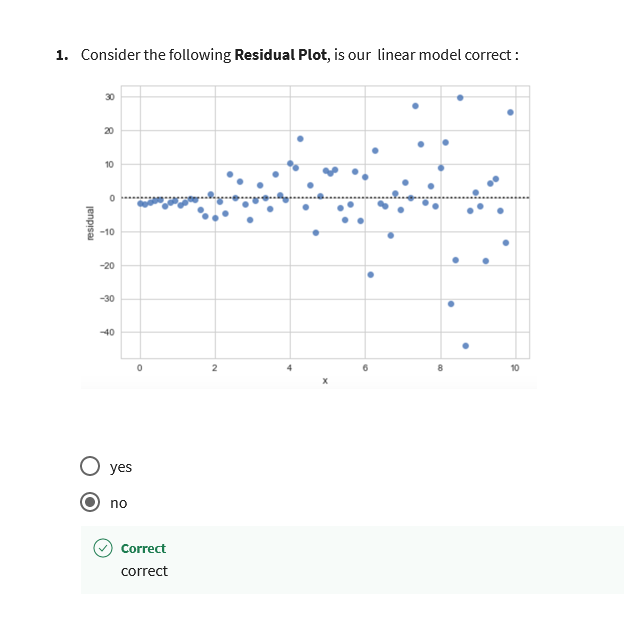 1. Consider the following Residual Plot, is our linear model correct :
30
20
10
0
−10
−20
−30
−40
residual
0 2 4 6 8 10
x
yes
no
Correct
correct